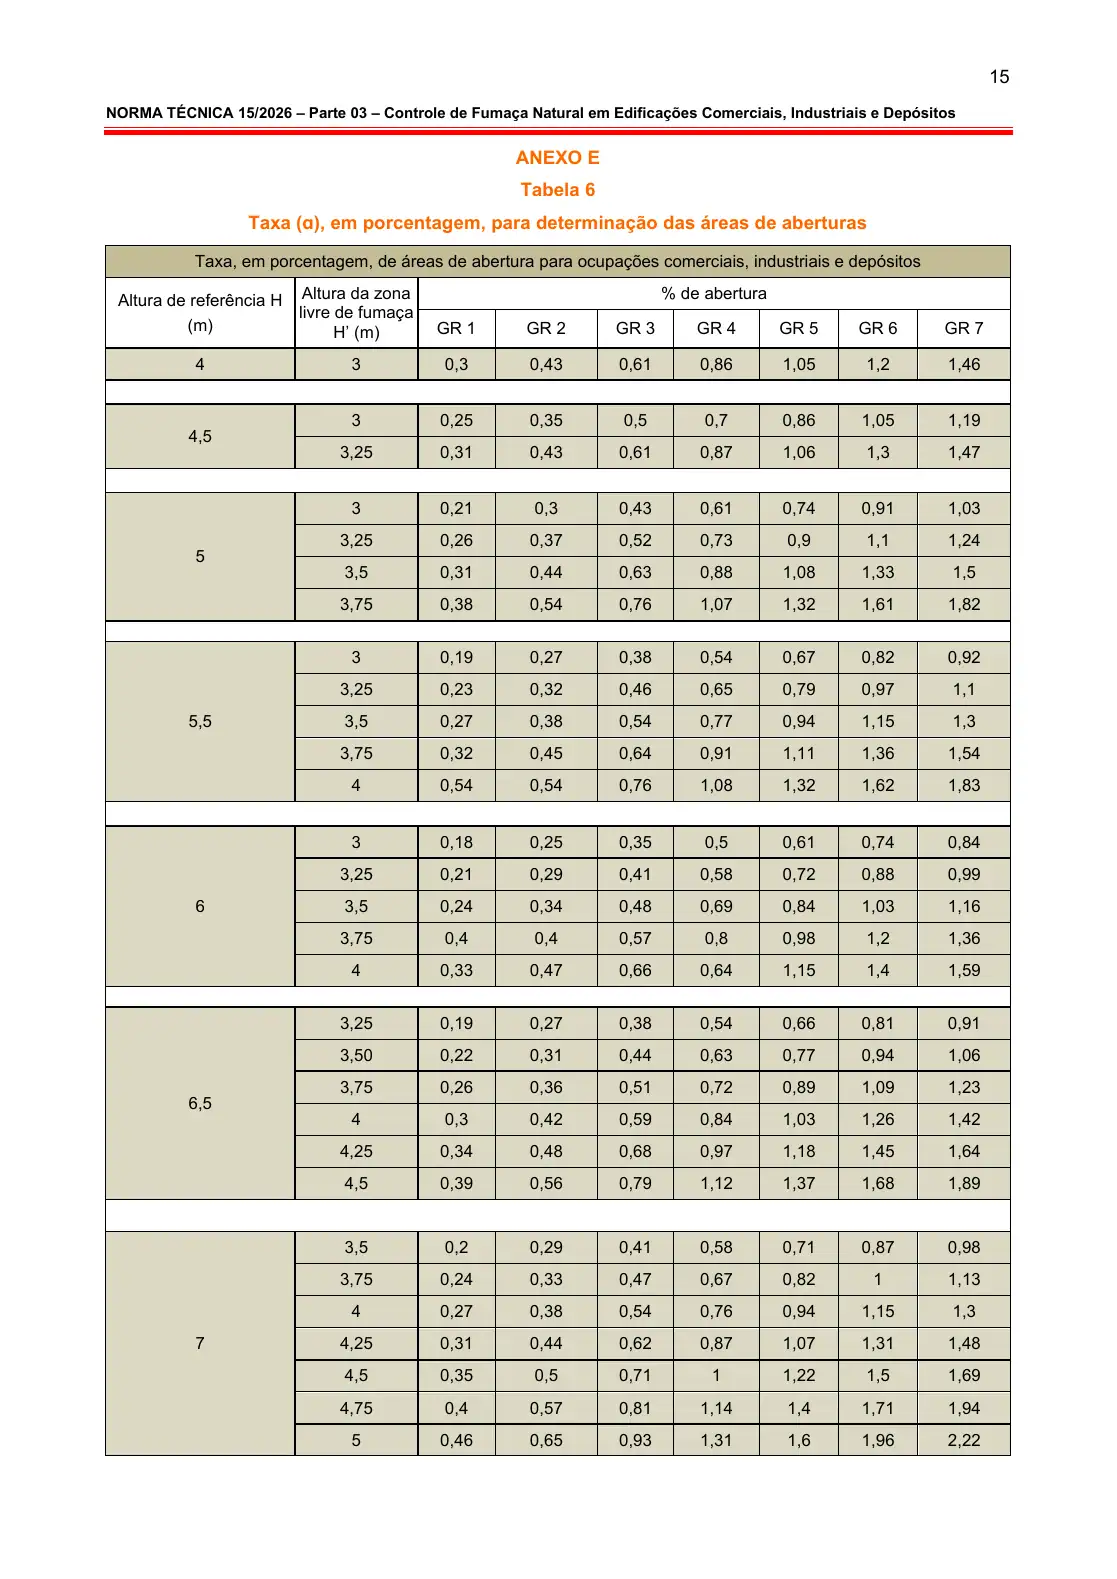 15
NORMA TÉCNICA 15/2026 – Parte 03 – Controle de Fumaça Natural em Edificações Comerciais, Industriais e Depósitos
ANEXO E
Tabela 6
Taxa (α), em porcentagem, para determinação das áreas de aberturas
Taxa, em porcentagem, de áreas de abertura para ocupações comerciais, industriais e depósitos
Altura de referência H (m) Altura da zona livre de fumaça H’ (m) % de abertura
GR 1 GR 2 GR 3 GR 4 GR 5 GR 6 GR 7
4 3 0,3 0,43 0,61 0,86 1,05 1,2 1,46
4,5 3 0,25 0,35 0,5 0,7 0,86 1,05 1,19
3,25 0,31 0,43 0,61 0,87 1,06 1,3 1,47
5 3 0,21 0,3 0,43 0,61 0,74 0,91 1,03
3,25 0,26 0,37 0,52 0,73 0,9 1,1 1,24
3,5 0,31 0,44 0,63 0,88 1,08 1,33 1,5
3,75 0,38 0,54 0,76 1,07 1,32 1,61 1,82
5,5 3 0,19 0,27 0,38 0,54 0,67 0,82 0,92
3,25 0,23 0,32 0,46 0,65 0,79 0,97 1,1
3,5 0,27 0,38 0,54 0,77 0,94 1,15 1,3
3,75 0,32 0,45 0,64 0,91 1,11 1,36 1,54
4 0,54 0,54 0,76 1,08 1,32 1,62 1,83
6 3 0,18 0,25 0,35 0,5 0,61 0,74 0,84
3,25 0,21 0,29 0,41 0,58 0,72 0,88 0,99
3,5 0,24 0,34 0,48 0,69 0,84 1,03 1,16
3,75 0,4 0,4 0,57 0,8 0,98 1,2 1,36
4 0,33 0,47 0,66 0,64 1,15 1,4 1,59
6,5 3,25 0,19 0,27 0,38 0,54 0,66 0,81 0,91
3,50 0,22 0,31 0,44 0,63 0,77 0,94 1,06
3,75 0,26 0,36 0,51 0,72 0,89 1,09 1,23
4 0,3 0,42 0,59 0,84 1,03 1,26 1,42
4,25 0,34 0,48 0,68 0,97 1,18 1,45 1,64
4,5 0,39 0,56 0,79 1,12 1,37 1,68 1,89
7 3,5 0,2 0,29 0,41 0,58 0,71 0,87 0,98
3,75 0,24 0,33 0,47 0,67 0,82 1 1,13
4 0,27 0,38 0,54 0,76 0,94 1,15 1,3
4,25 0,31 0,44 0,62 0,87 1,07 1,31 1,48
4,5 0,35 0,5 0,71 1 1,22 1,5 1,69
4,75 0,4 0,57 0,81 1,14 1,4 1,71 1,94
5 0,46 0,65 0,93 1,31 1,6 1,96 2,22